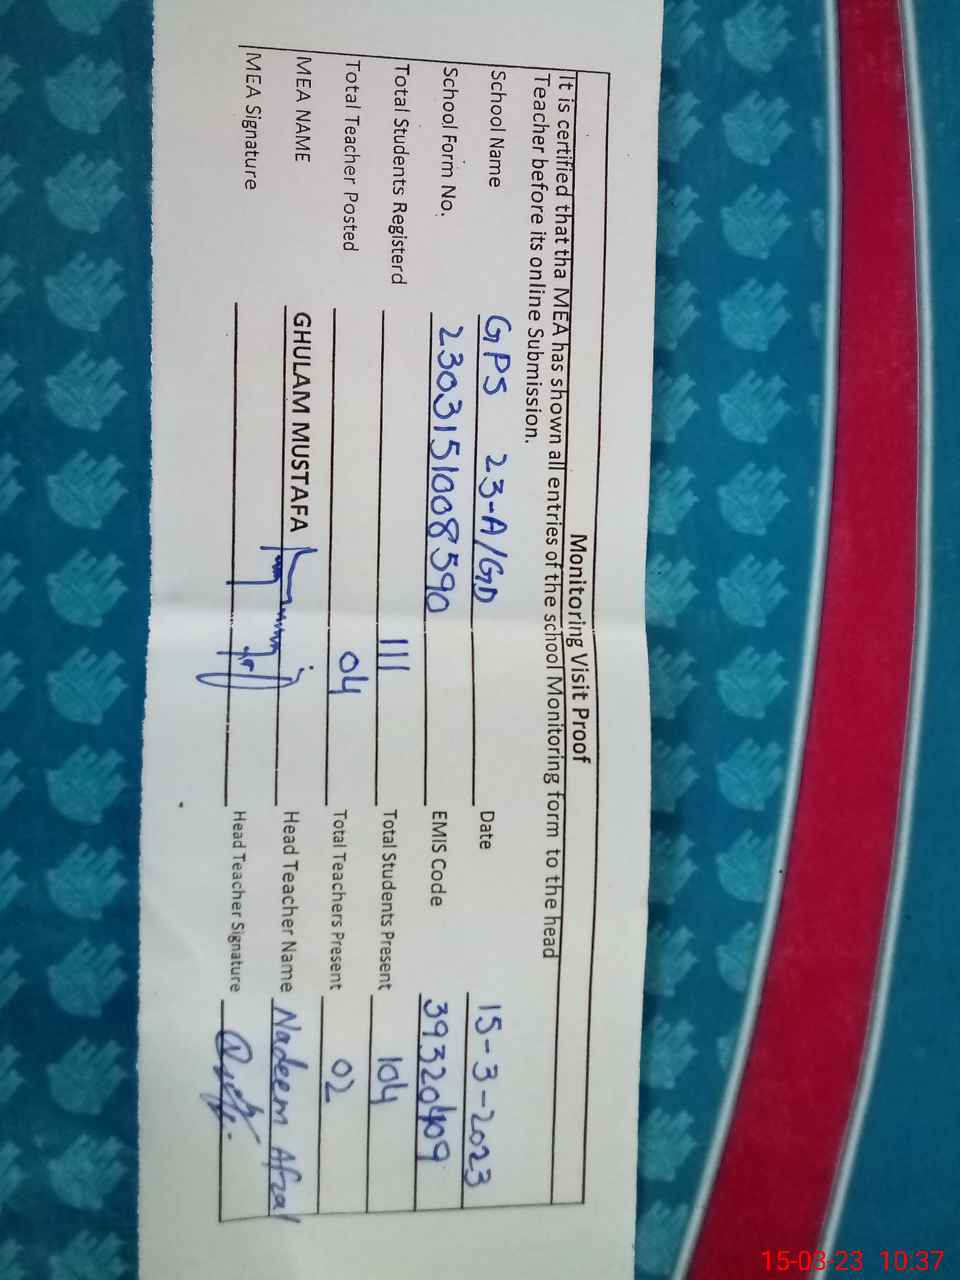 Monitoring Visit Proof
It is certified that tha MEA has shown all entries of the school Monitoring form to the head
Teacher before its online Submission.
School Name GPS 23-A/GD Date 15-3-2023
School Form No. 2303151008590 EMIS Code 39320409
Total Students Registerd 111 Total Students Present 104
Total Teacher Posted 04 Total Teachers Present 02
MEA NAME GHULAM MUSTAFA Head Teacher Name Nadeem Afzal
MEA Signature Head Teacher Signature
15-03-23 10:37